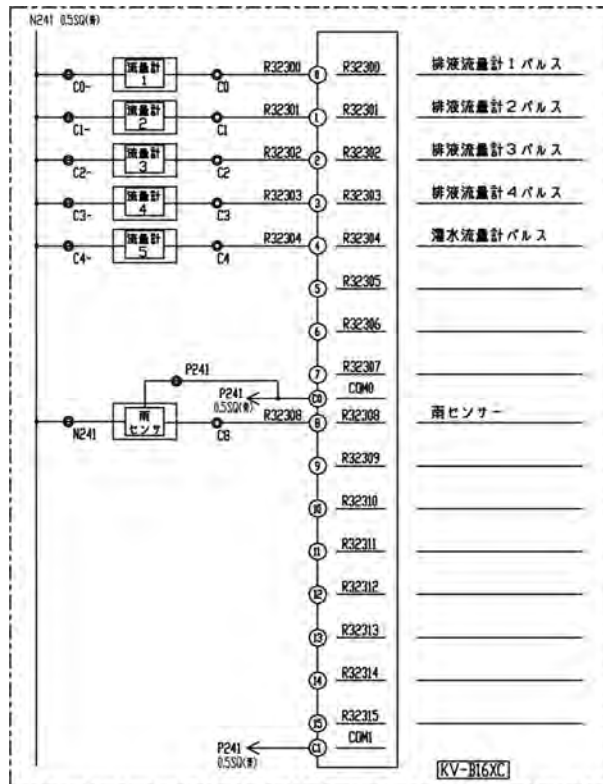 N241 0.5SQ(青)
流量計 1 C0- C0 R32300 0 R32300 排液流量計1パルス
流量計 2 C1- C1 R32301 1 R32301 排液流量計2パルス
流量計 3 C2- C2 R32302 2 R32302 排液流量計3パルス
流量計 4 C3- C3 R32303 3 R32303 排液流量計4パルス
流量計 5 C4- C4 R32304 4 R32304 灌水流量計パルス
5 R32305
6 R32306
7 R32307
P241
P241 0.5SQ(青) C0 COM0
N241 雨センサ C8 R32308 8 R32308 雨センサー
9 R32309
10 R32310
11 R32311
12 R32312
13 R32313
14 R32314
15 R32315
P241 0.5SQ(青) C1 COM1
KV-B16XC